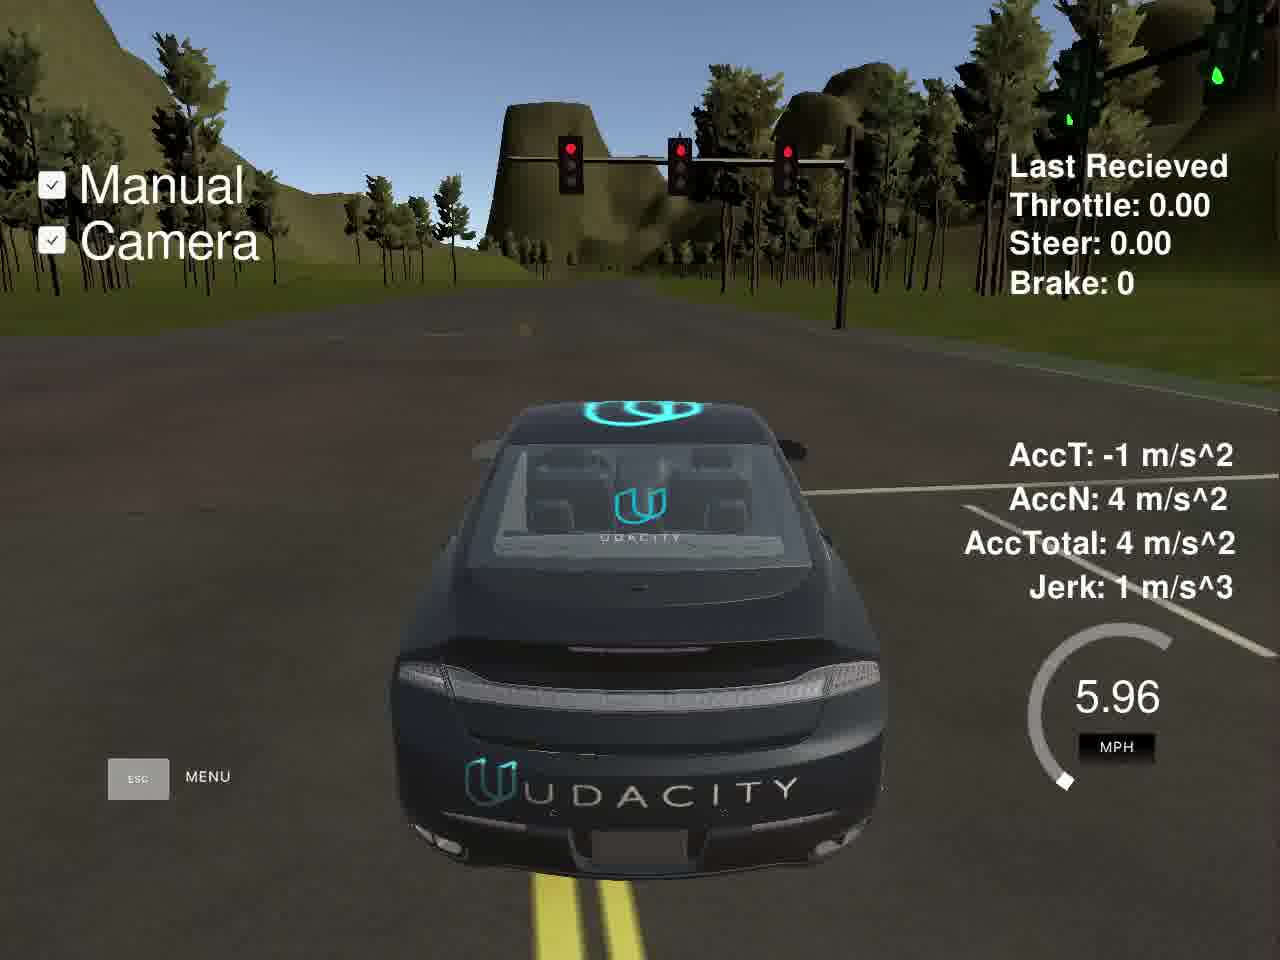 Manual
Camera
Last Recieved
Throttle: 0.00
Steer: 0.00
Brake: 0
AccT: -1 m/s^2
AccN: 4 m/s^2
AccTotal: 4 m/s^2
Jerk: 1 m/s^3
UDACITY
5.96
MPH
ESC
MENU
UDACITY